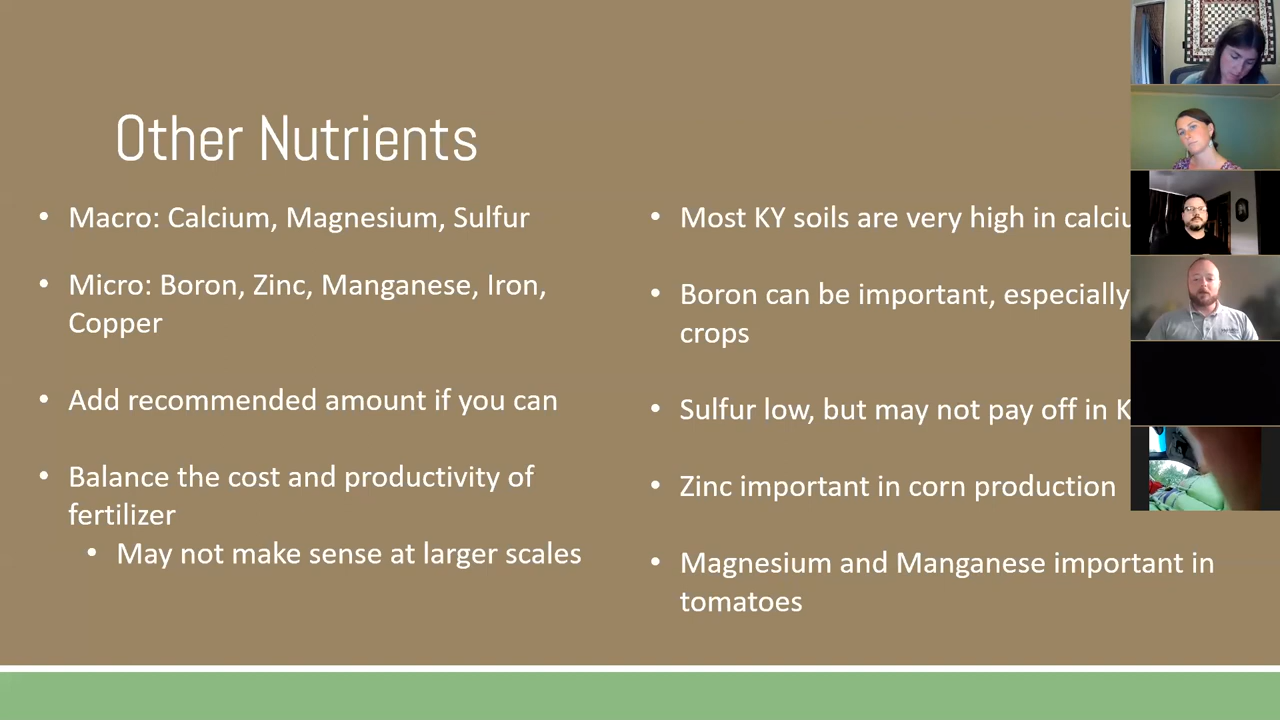 Other Nutrients
• Macro: Calcium, Magnesium, Sulfur
• Micro: Boron, Zinc, Manganese, Iron,
Copper
• Add recommended amount if you can
• Balance the cost and productivity of
fertilizer
• May not make sense at larger scales
• Most KY soils are very high in
• Boron can be important, especially
crops
• Sulfur low, but may not pay off in
• Zinc important in corn production
• Magnesium and Manganese important in
tomatoes